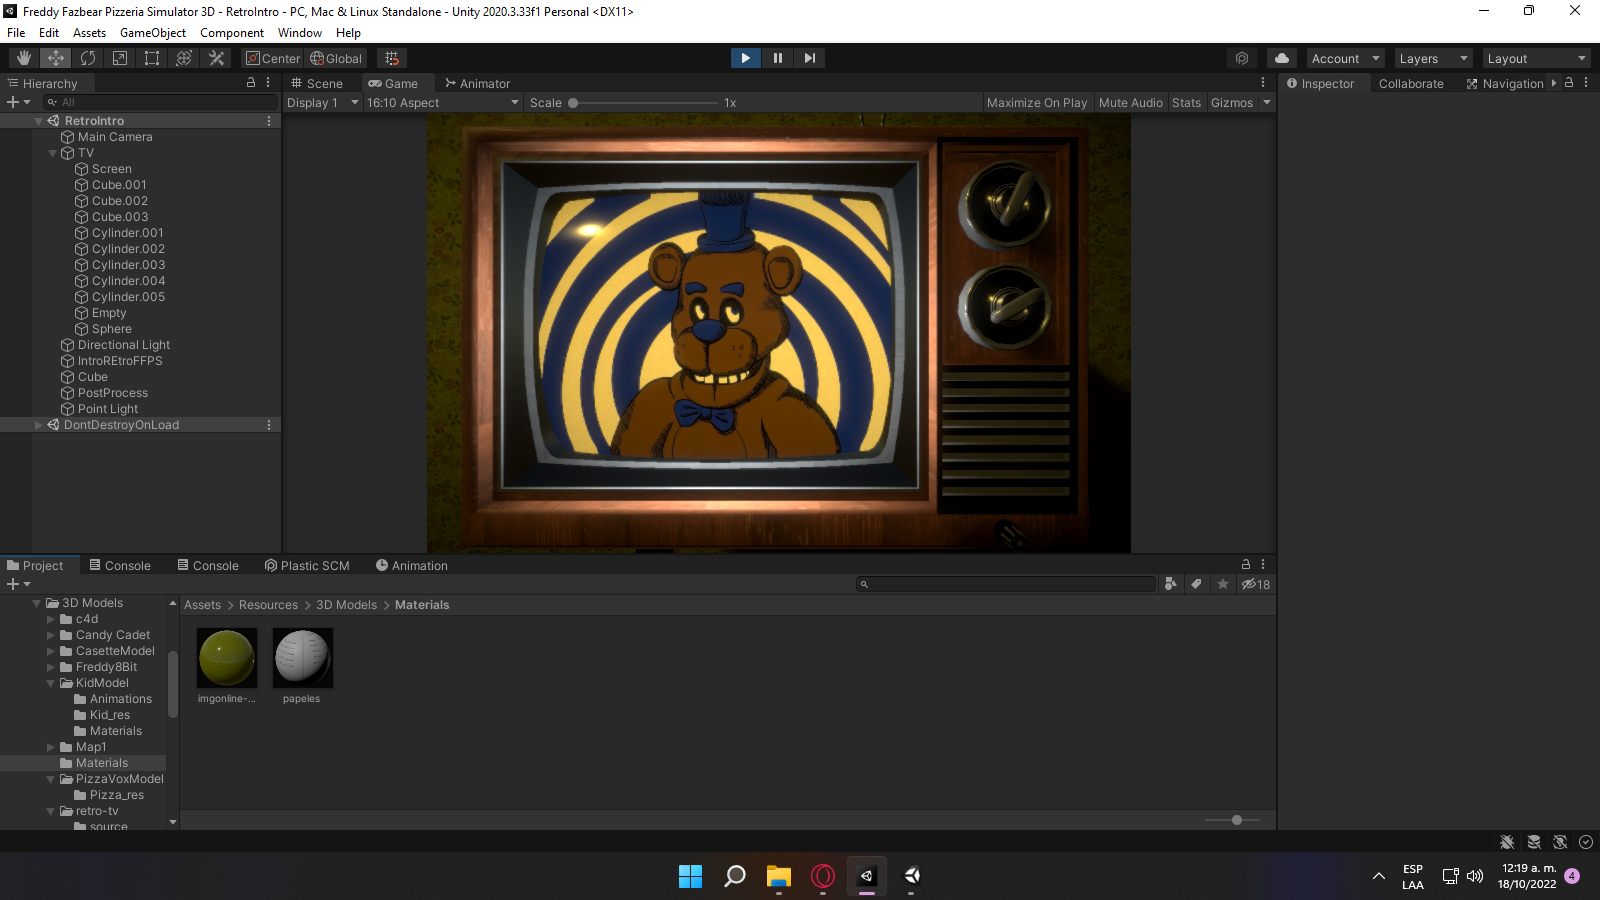 Freddy Fazbear Pizzeria Simulator 3D - RetroIntro - PC, Mac & Linux Standalone - Unity 2020.3.33f1 Personal <DX11>
File Edit Assets GameObject Component Window Help
Center Global Account Layers Layout
Hierarchy
All
RetroIntro
Main Camera
TV
Screen
Cube.001
Cube.002
Cube.003
Cylinder.001
Cylinder.002
Cylinder.003
Cylinder.004
Cylinder.005
Empty
Sphere
Directional Light
IntroREtroFFPS
Cube
PostProcess
Point Light
DontDestroyOnLoad
Scene Game Animator
Display 1 16:10 Aspect Scale 1x Maximize On Play Mute Audio Stats Gizmos
Inspector Collaborate Navigation
Project Console Console Plastic SCM Animation
18
3D Models
c4d
Candy Cadet
CasetteModel
Freddy8Bit
KidModel
Animations
Kid_res
Materials
Map1
Materials
PizzaVoxModel
Pizza_res
retro-tv
source
Assets > Resources > 3D Models > Materials
imgonline-... papeles
ESP
LAA
12:19 a. m.
18/10/2022
4